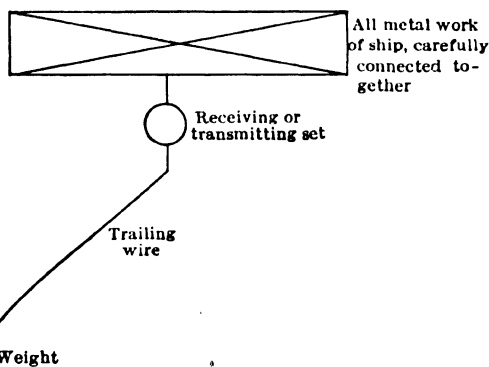 All metal work
of ship, carefully
connected to-
gether
Receiving or
transmitting set
Trailing
wire
Weight